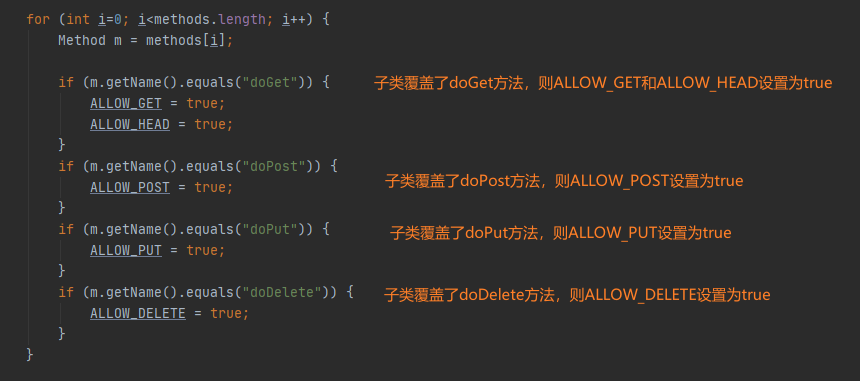 for (int i=0; i<methods.length; i++) {
Method m = methods[i];
if (m.getName().equals("doGet")) { 子类覆盖了doGet方法，则ALLOW_GET和ALLOW_HEAD设置为true
ALLOW_GET = true;
ALLOW_HEAD = true;
}
if (m.getName().equals("doPost")) {
ALLOW_POST = true; 子类覆盖了doPost方法，则ALLOW_POST设置为true
}
if (m.getName().equals("doPut")) { 子类覆盖了doPut方法，则ALLOW_PUT设置为true
ALLOW_PUT = true;
}
if (m.getName().equals("doDelete")) { 子类覆盖了doDelete方法，则ALLOW_DELETE设置为true
ALLOW_DELETE = true;
}
}